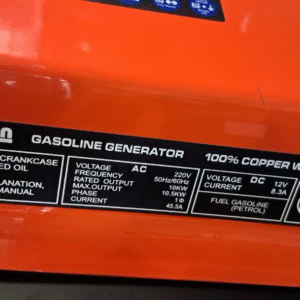 GASOLINE GENERATOR
100% COPPER
CRANKCASE
ED OIL
LANATION,
MANUAL
VOLTAGE AC 220V
FREQUENCY 50Hz/60Hz
RATED OUTPUT 10KW
MAX.OUTPUT 10.5KW
PHASE 1Φ
CURRENT 45.5A
VOLTAGE DC 12V
CURRENT 8.3A
FUEL GASOLINE
(PETROL)